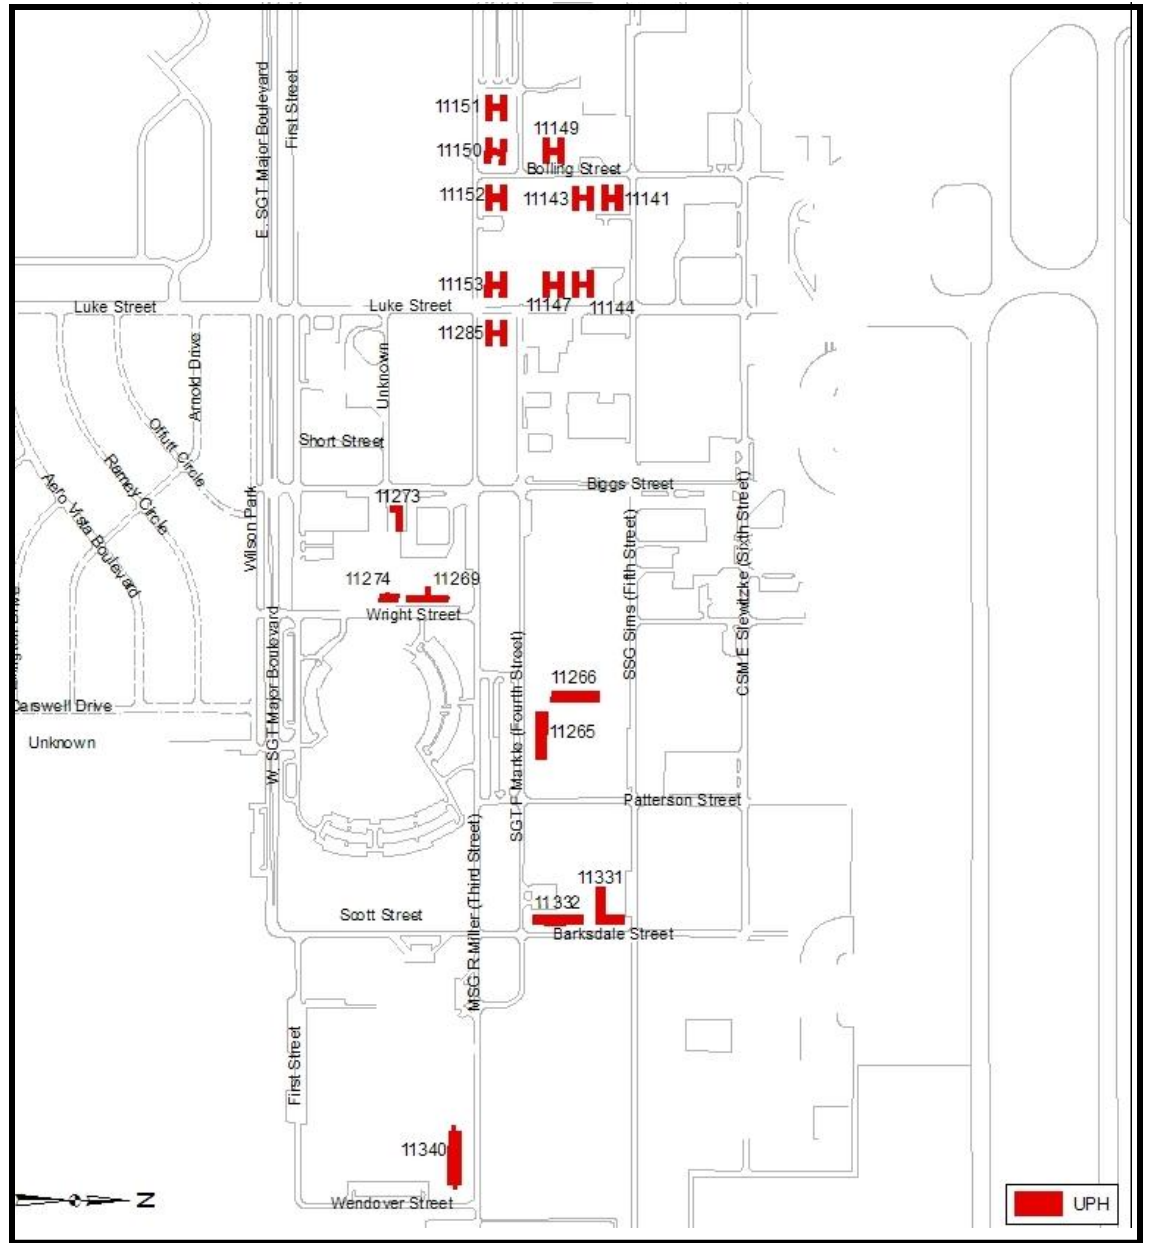 E. SGT Major Boulevard
First Street
11151
11149
11150
Bolling Street
11152
11143
11141
11153
11147
11144
Luke Street
Luke Street
11285
Arnold Drive
Unknown
Offutt Circle
Short Street
Ramey Circle
Aero Vista Boulevard
Biggs Street
11273
Wilson Park
SSG Sims (Fifth Street)
CSM E Slewitzke (Sixth Street)
11274
11269
Wright Street
W. SGT Major Boulevard
SGT F Markle (Fourth Street)
11266
11265
Carswell Drive
Unknown
Patterson Street
MSG R Miller (Third Street)
11331
11332
Scott Street
Barksdale Street
First Street
11340
Wendover Street
N
UPH